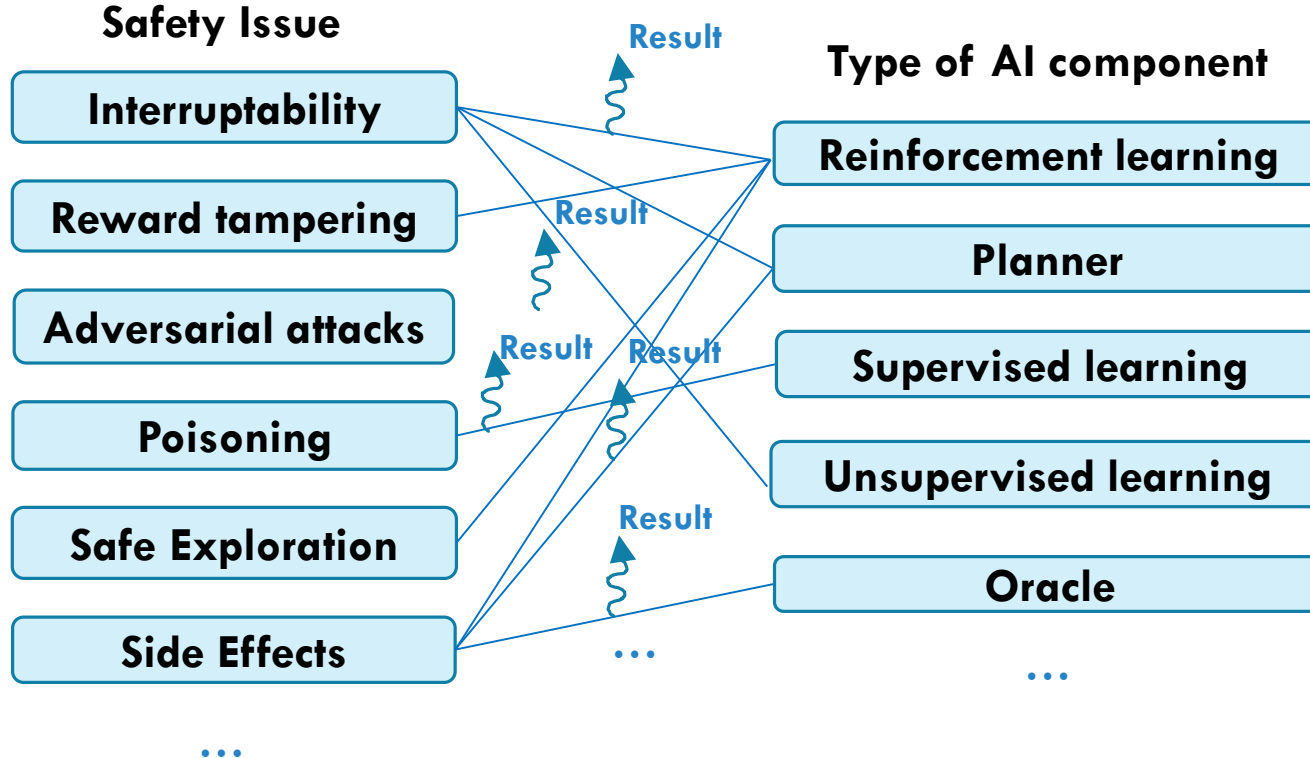 Safety Issue
Result
Type of AI component
Interruptability
Reinforcement learning
Reward tampering
Result
Planner
Adversarial attacks
Result
Result
Supervised learning
Poisoning
Unsupervised learning
Result
Safe Exploration
Oracle
Side Effects
...
...
...